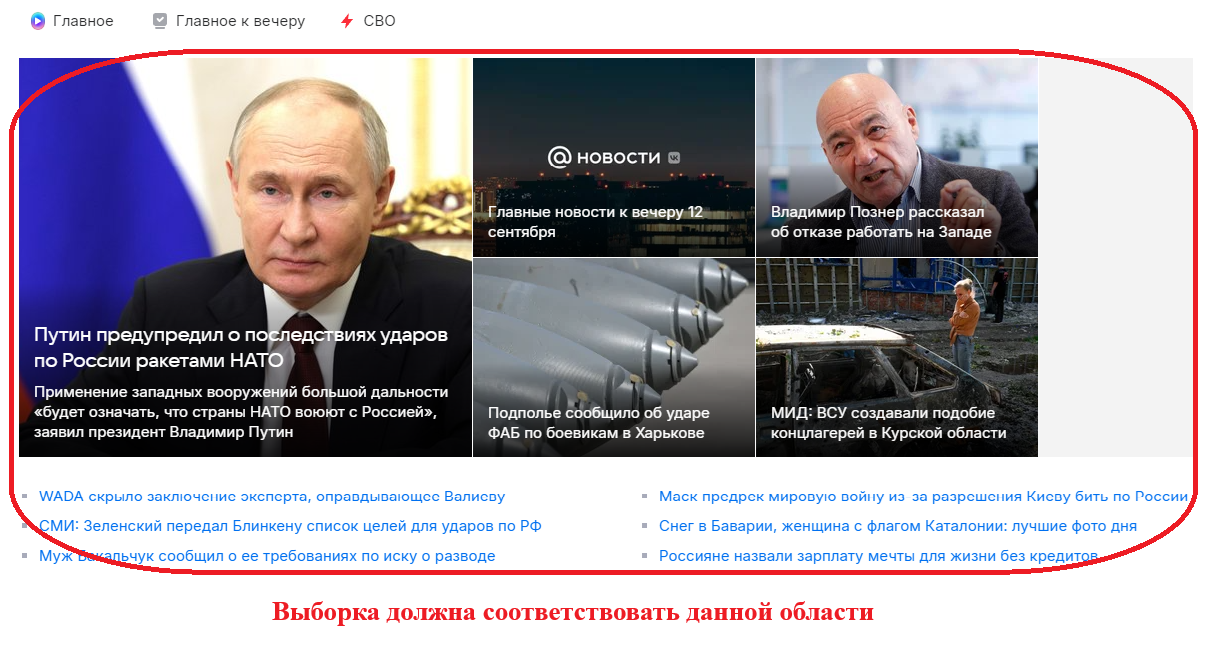 Главное
Главное к вечеру
СВО
НОВОСТИ
Главные новости к вечеру 12
сентября
Владимир Познер рассказал
об отказе работать на Западе
Путин предупредил о последствиях ударов
по России ракетами НАТО
Применение западных вооружений большой дальности
«будет означать, что страны НАТО воюют с Россией»,
заявил президент Владимир Путин
Подполье сообщило об ударе
ФАБ по боевикам в Харькове
МИД: ВСУ создавали подобие
концлагерей в Курской области
WADA скрыло заключение эксперта, оправдывающее Валиеву
СМИ: Зеленский передал Блинкену список целей для ударов по РФ
Муж Бакальчук сообщил о ее требованиях по иску о разводе
Маск предрек мировую войну из-за разрешения Киеву бить по России
Снег в Баварии, женщина с флагом Каталонии: лучшие фото дня
Россияне назвали зарплату мечты для жизни без кредитов
Выборка должна соответствовать данной области